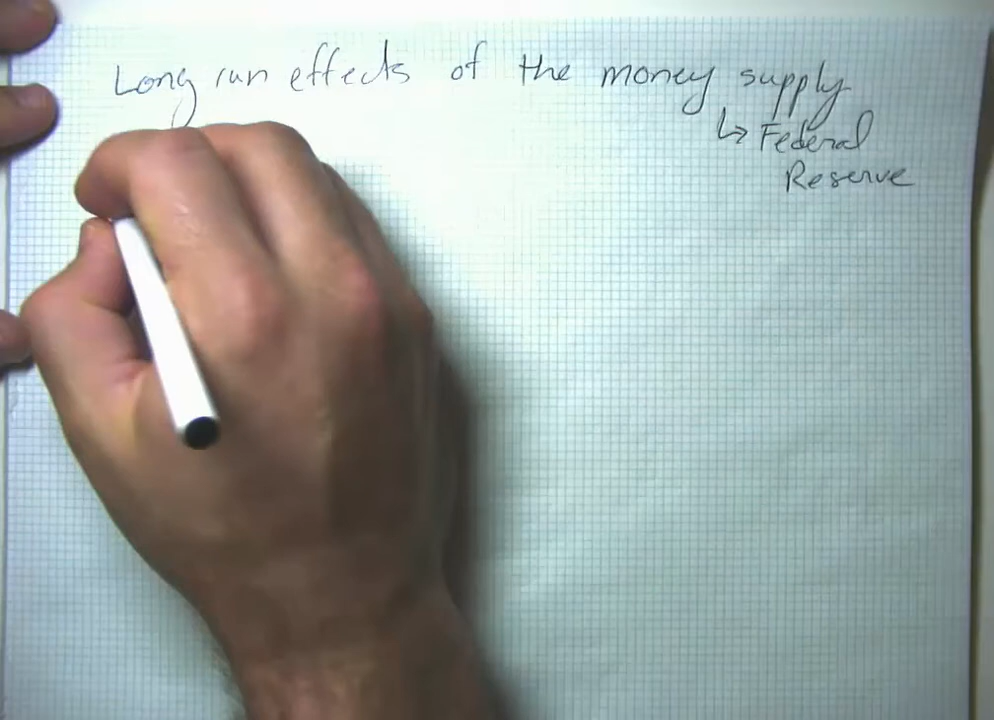 Long run effects of the money supply
↳ Federal
Reserve